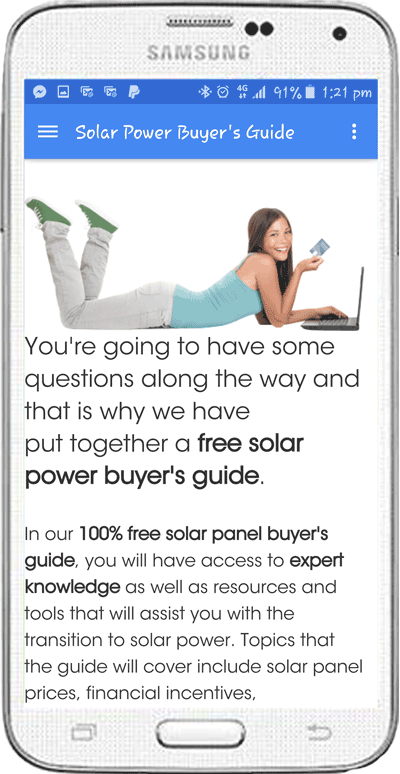 SAMSUNG
4G 91% 1:21 pm
Solar Power Buyer's Guide
You're going to have some
questions along the way and
that is why we have
put together a free solar
power buyer's guide.
In our 100% free solar panel buyer's
guide, you will have access to expert
knowledge as well as resources and
tools that will assist you with the
transition to solar power. Topics that
the guide will cover include solar panel
prices, financial incentives,